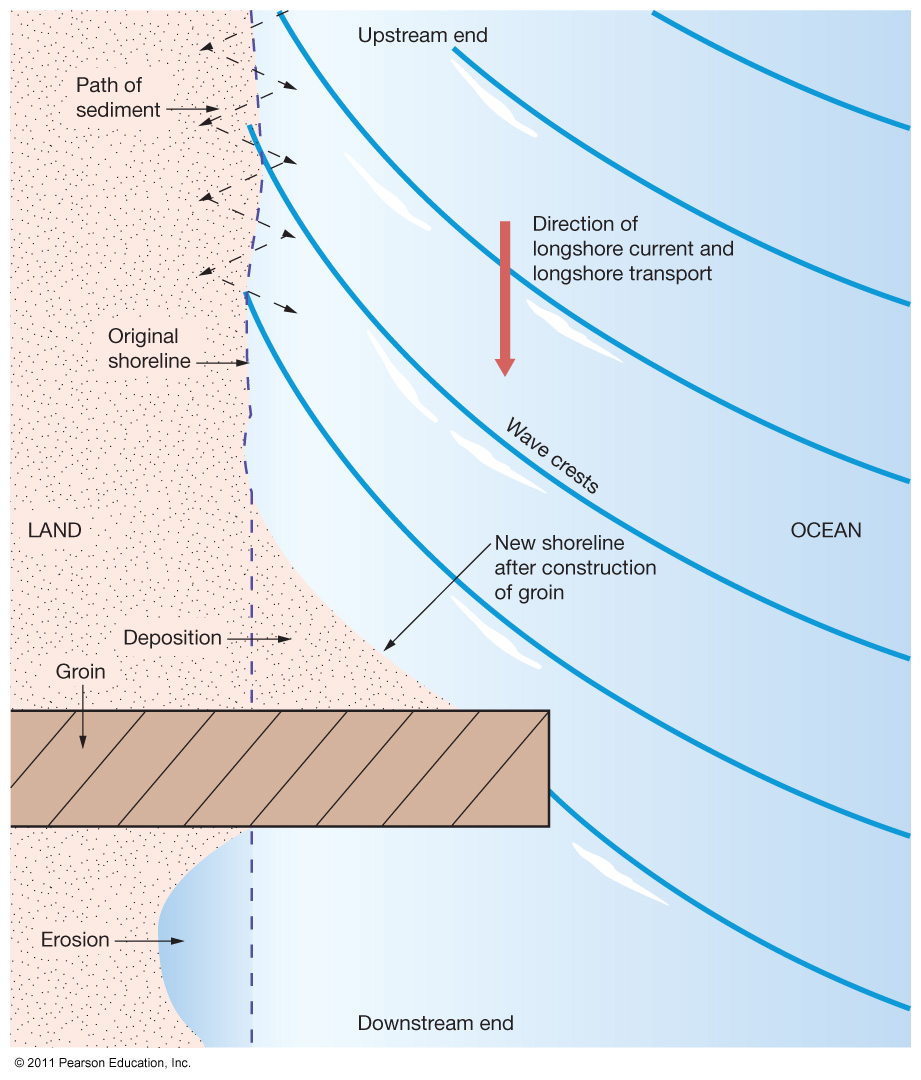 Upstream end
Path of
sediment
Direction of
longshore current and
longshore transport
Original
shoreline
Wave crests
LAND
OCEAN
New shoreline
after construction
of groin
Deposition
Groin
Erosion
Downstream end
© 2011 Pearson Education, Inc.